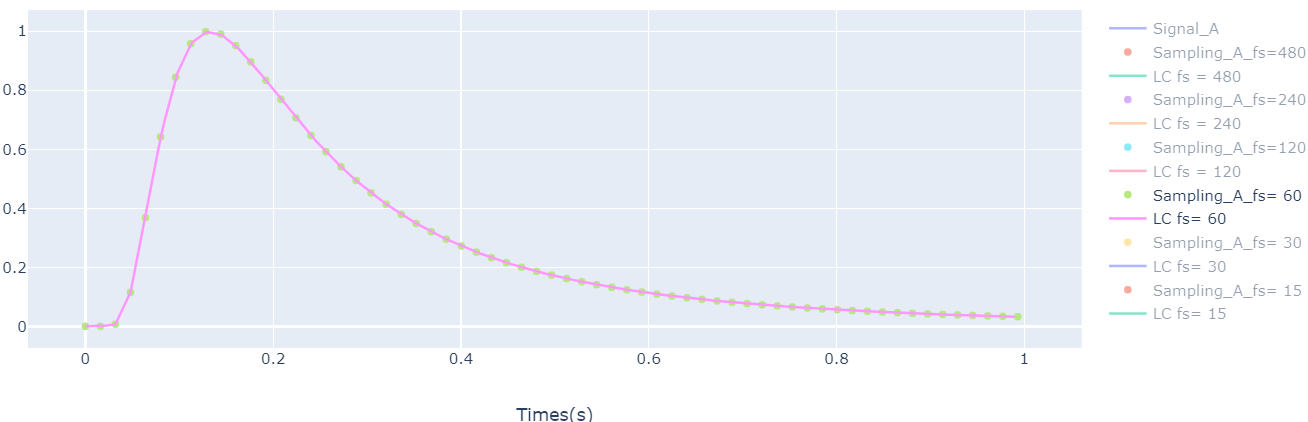 1
0.8
0.6
0.4
0.2
0
0 0.2 0.4 0.6 0.8 1
Times(s)
Signal_A
Sampling_A_fs=480
LC fs = 480
Sampling_A_fs=240
LC fs = 240
Sampling_A_fs=120
LC fs = 120
Sampling_A_fs= 60
LC fs= 60
Sampling_A_fs= 30
LC fs= 30
Sampling_A_fs= 15
LC fs= 15